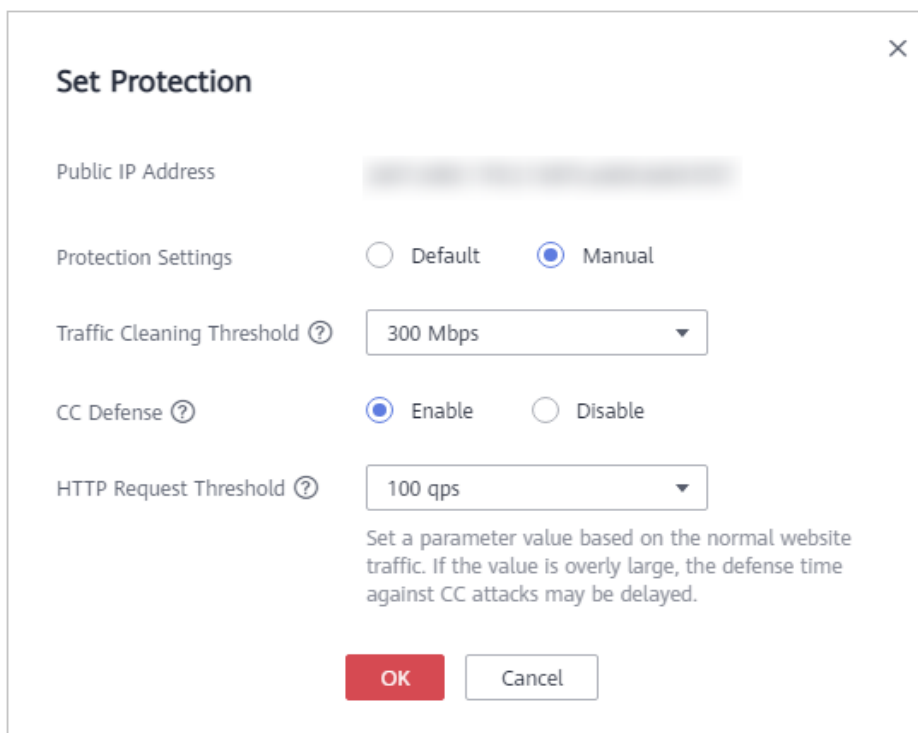 Set Protection
Public IP Address
Protection Settings Default Manual
Traffic Cleaning Threshold ? 300 Mbps
CC Defense ? Enable Disable
HTTP Request Threshold ? 100 qps
Set a parameter value based on the normal website
traffic. If the value is overly large, the defense time
against CC attacks may be delayed.
OK Cancel